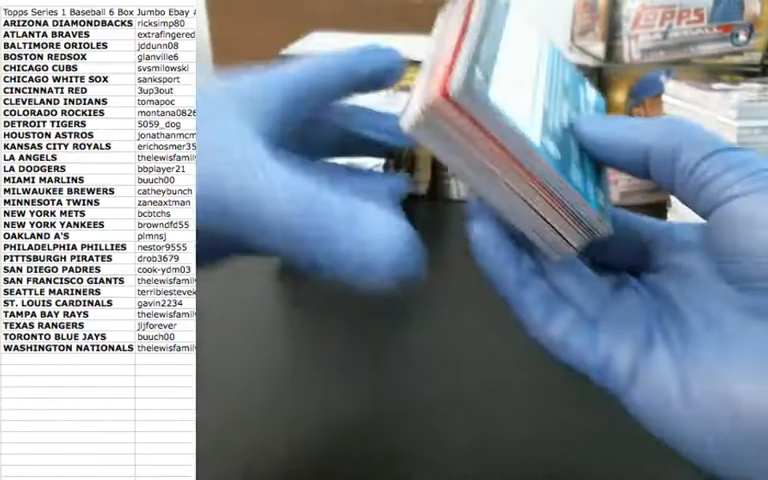 Topps Series 1 Baseball 6 Box Jumbo Ebay #
ARIZONA DIAMONDBACKS ricksimp80
ATLANTA BRAVES extrafingered
BALTIMORE ORIOLES jddunn08
BOSTON REDSOX glanville6
CHICAGO CUBS svsmilowski
CHICAGO WHITE SOX sanksport
CINCINNATI RED 3up3out
CLEVELAND INDIANS tomapoc
COLORADO ROCKIES montana0826
DETROIT TIGERS 5059_dog
HOUSTON ASTROS jonathanmcm
KANSAS CITY ROYALS erichosmer35
LA ANGELS thelewisfamil
LA DODGERS bbplayer21
MIAMI MARLINS buuch00
MILWAUKEE BREWERS catheybunch
MINNESOTA TWINS zaneaxtman
NEW YORK METS bcbtchs
NEW YORK YANKEES browndfd55
OAKLAND A'S plmnsj
PHILADELPHIA PHILLIES nestor9555
PITTSBURGH PIRATES drob3679
SAN DIEGO PADRES cook-ydm03
SAN FRANCISCO GIANTS thelewisfamil
SEATTLE MARINERS terriblestevek
ST. LOUIS CARDINALS gavin2234
TAMPA BAY RAYS thelewisfamil
TEXAS RANGERS jljforever
TORONTO BLUE JAYS buuch00
WASHINGTON NATIONALS thelewisfamil
TOPPS